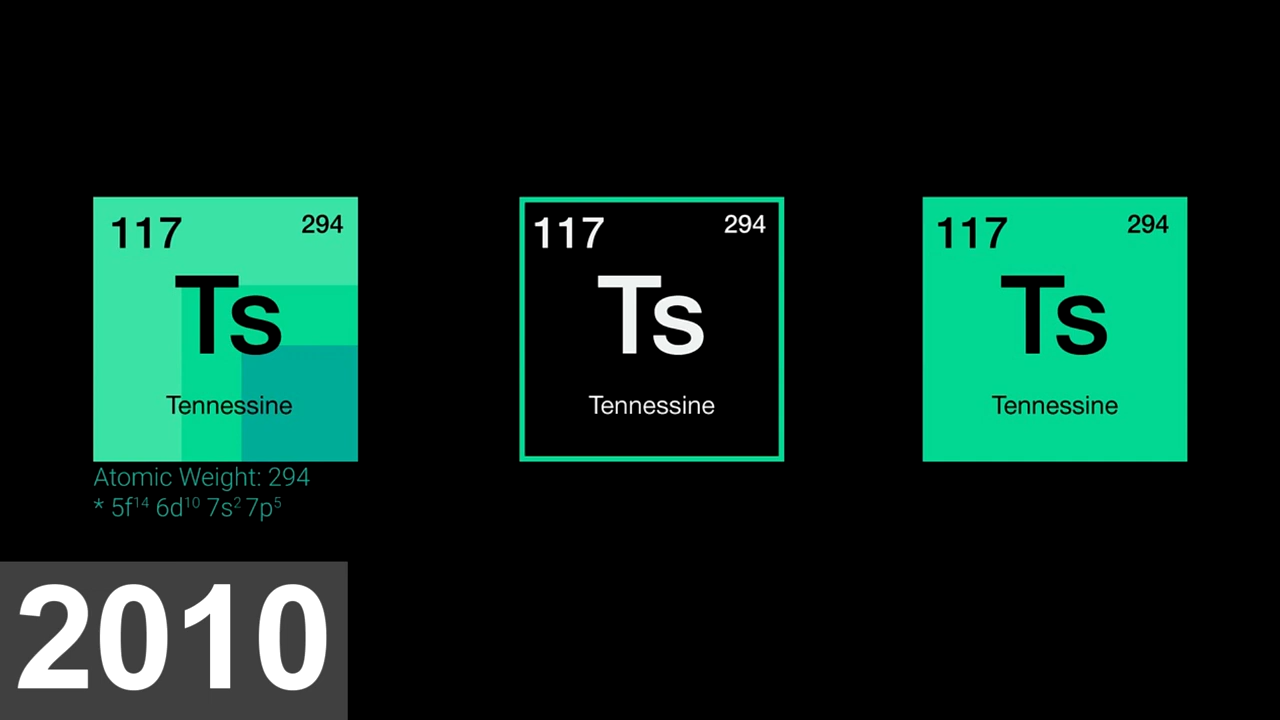 117 294
Ts
Tennessine
Atomic Weight: 294
* 5f¹⁴ 6d¹⁰ 7s² 7p⁵
117 294
Ts
Tennessine
117 294
Ts
Tennessine
2010